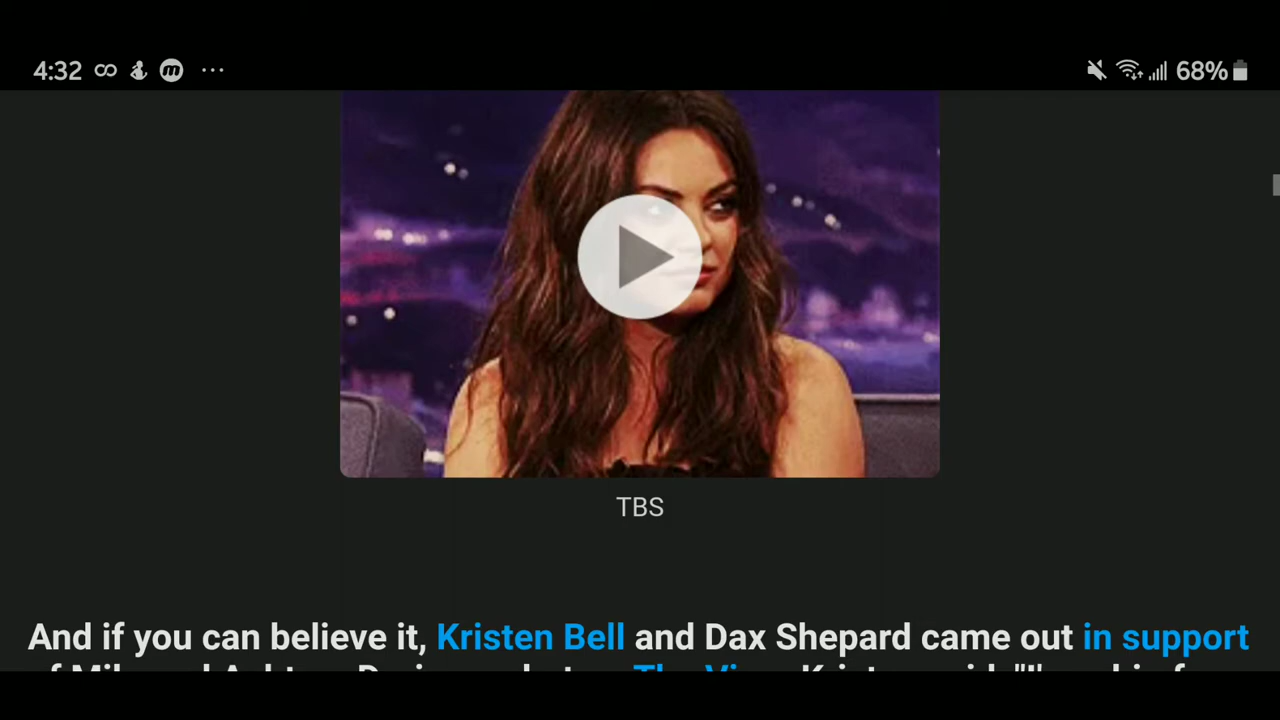 4:32
68%
TBS
And if you can believe it, Kristen Bell and Dax Shepard came out in support